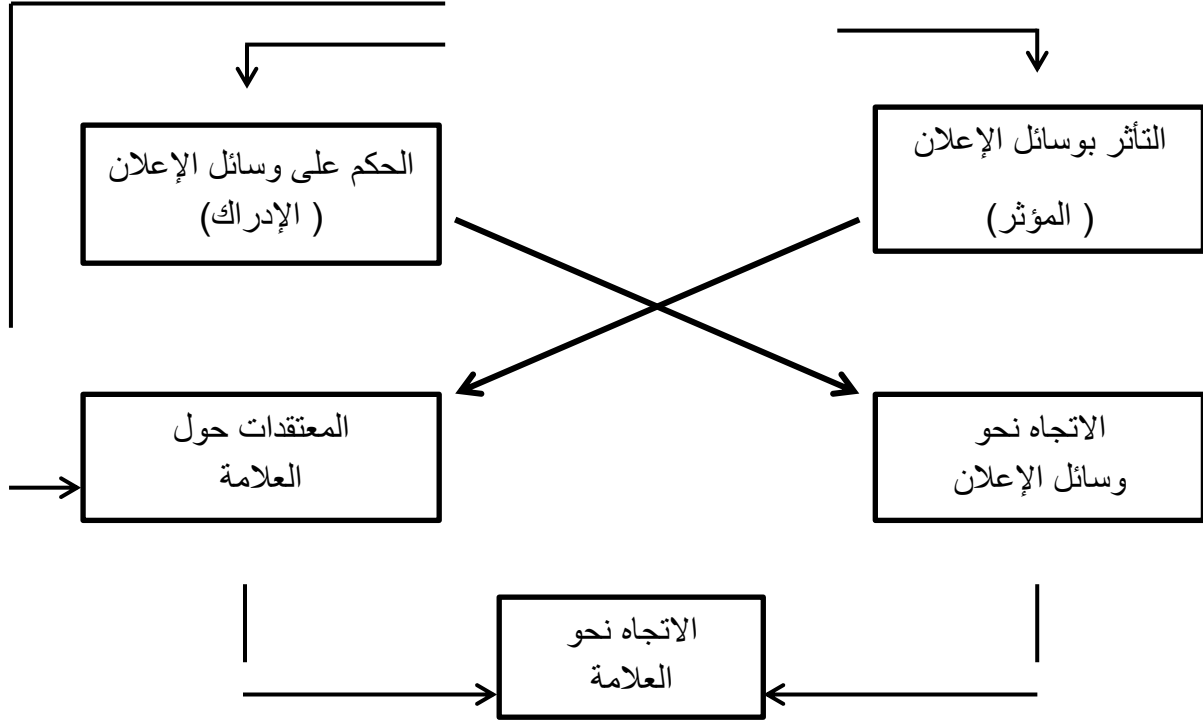 التأثر بوسائل الإعلان
( المؤثر)
الحكم على وسائل الإعلان
( الإدراك)
الاتجاه نحو
وسائل الإعلان
المعتقدات حول
العلامة
الاتجاه نحو
العلامة